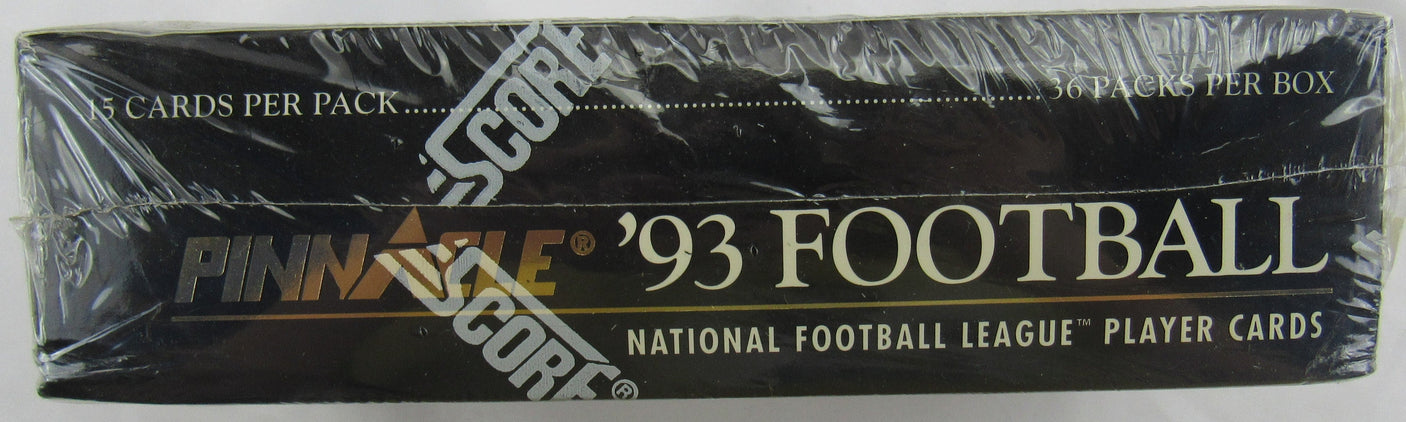 15 CARDS PER PACK ........................ 36 PACKS PER BOX
SCORE
PINNACLE® '93 FOOTBALL
SCORE®
NATIONAL FOOTBALL LEAGUE™ PLAYER CARDS